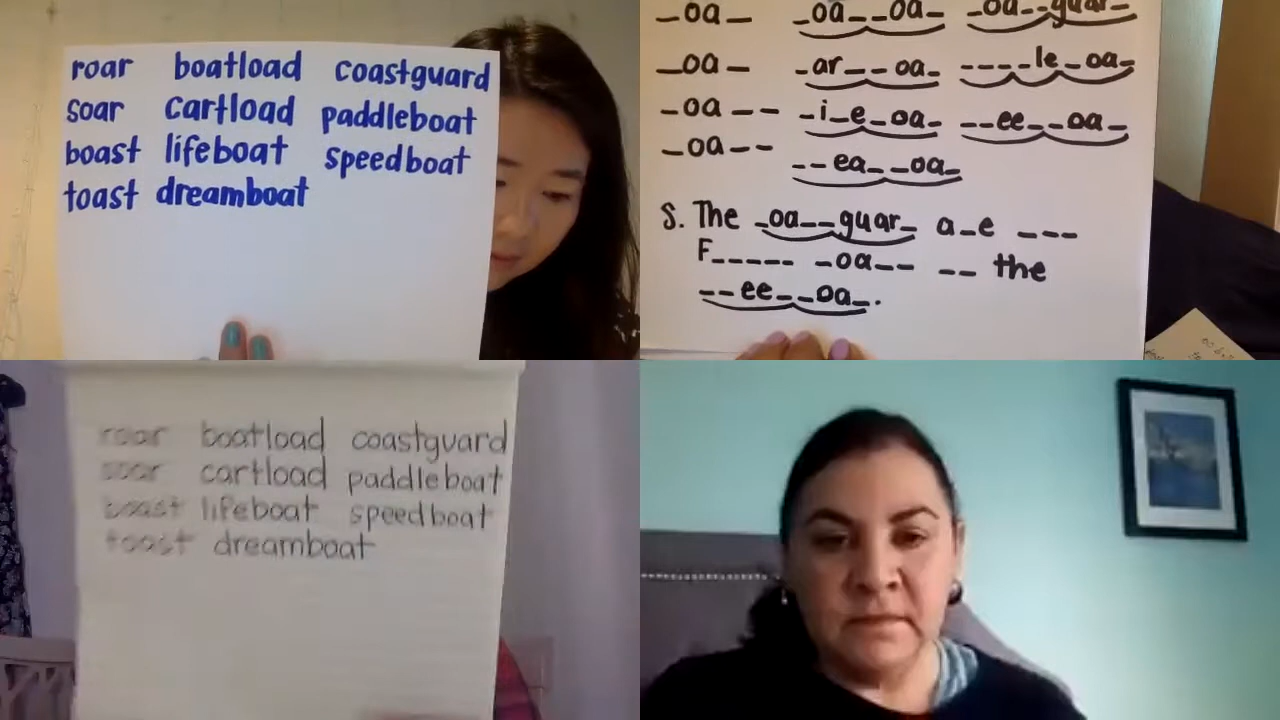 roar boatload coastguard
soar cartload paddleboat
boast lifeboat speedboat
toast dreamboat
_oa_ _oa__oa_ _oa__guar_
_oa_ _ar__oa_ ____le_oa_
_oa__ _i_e_oa_ __ee__oa_
_oa__ __ea__oa_
S. The _oa__guar_ a_e ___
F_____ _oa__ __ the
__ee__oa_.
roar boatload coastguard
soar cartload paddleboat
boast lifeboat speedboat
toast dreamboat